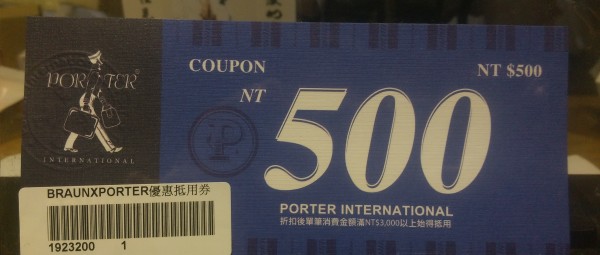 COUPON
NT $500
PORTER
INTERNATIONAL
NT
500
P
PORTER INTERNATIONAL
折扣後單筆消費金額滿NT$3,000以上始得抵用
BRAUNXPORTER優惠抵用券
1923200 1